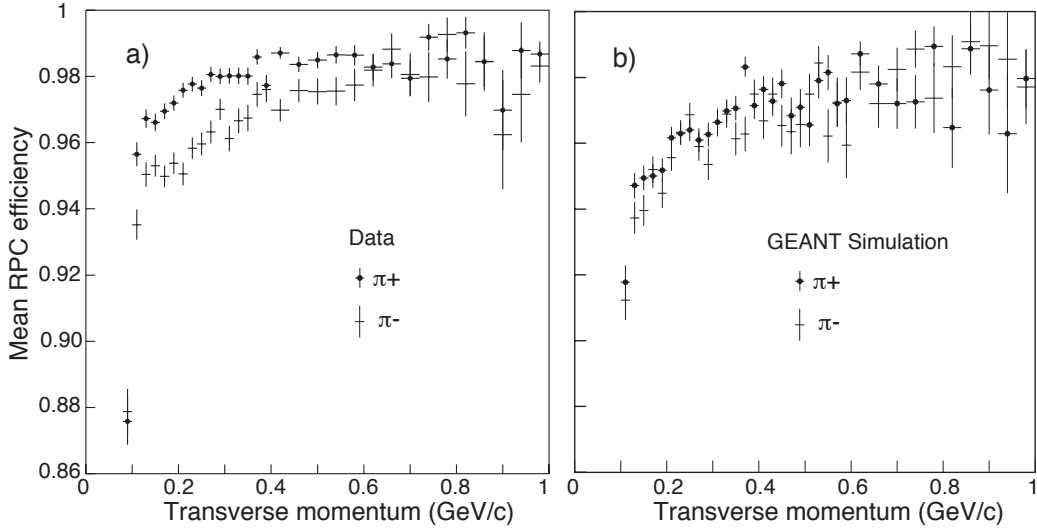 Mean RPC efficiency
1
0.98
0.96
0.94
0.92
0.90
0.88
0.86
a)
Data
π+
π-
0
0.2
0.4
0.6
0.8
1
Transverse momentum (GeV/c)
b)
GEANT Simulation
π+
π-
0
0.2
0.4
0.6
0.8
1
Transverse momentum (GeV/c)